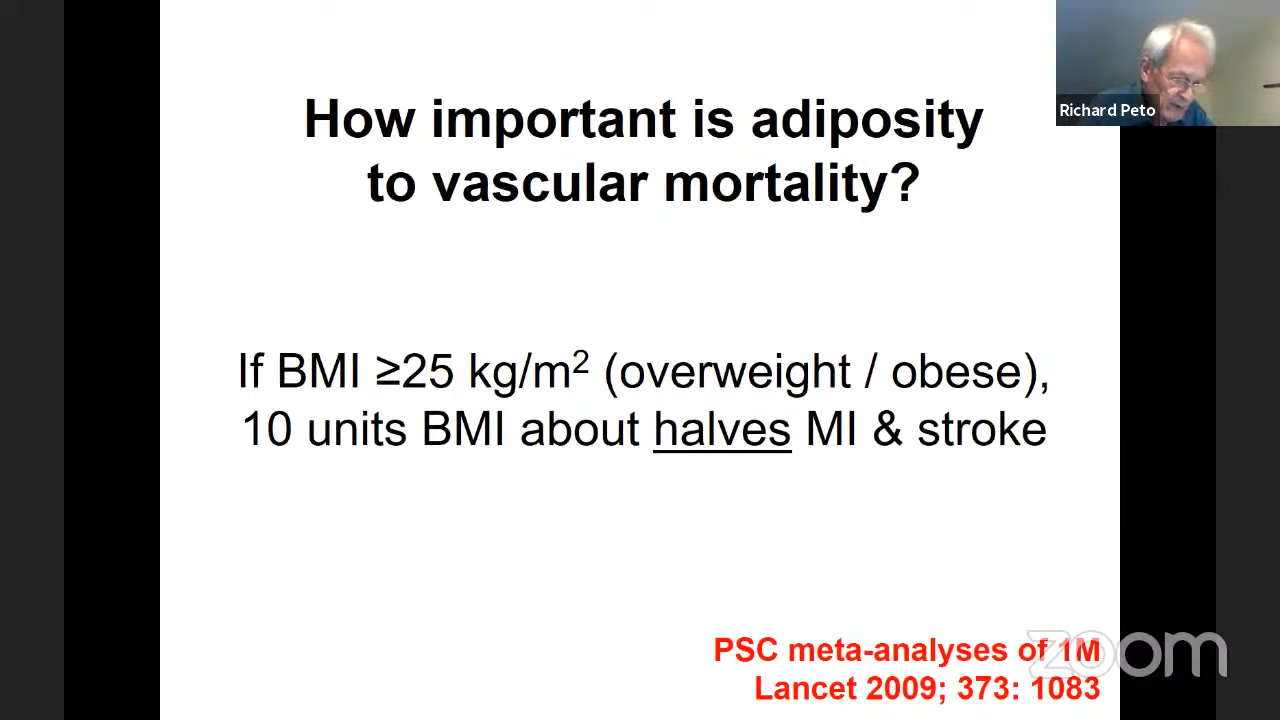 How important is adiposity
to vascular mortality?
Richard Peto
If BMI ≥25 kg/m² (overweight / obese),
10 units BMI about halves MI & stroke
PSC meta-analyses of 1M
Lancet 2009; 373: 1083
zoom